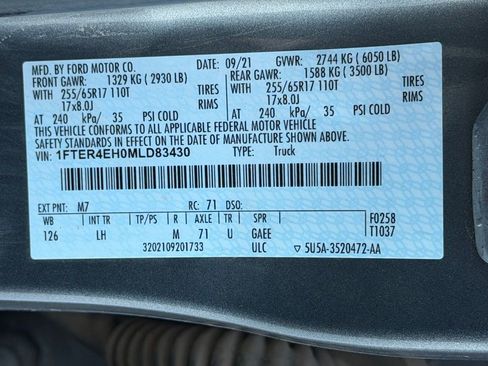 MFD. BY FORD MOTOR CO. DATE: 09/21 GVWR: 2744 KG (6050 LB)
FRONT GAWR: 1329 KG (2930 LB) REAR GAWR: 1588 KG (3500 LB)
WITH 255/65R17 110T TIRES WITH 255/65R17 110T TIRES
17x8.0J RIMS 17x8.0J RIMS
AT 240 kPa/ 35 PSI COLD AT 240 kPa/ 35 PSI COLD
THIS VEHICLE CONFORMS TO ALL APPLICABLE FEDERAL MOTOR VEHICLE
SAFETY STANDARDS IN EFFECT ON THE DATE OF MANUFACTURE SHOWN ABOVE.
VIN: 1FTER4EH0MLD83430 TYPE: Truck
EXT PNT: M7 RC: 71 DSO: F0258
WB INT TR TP/PS R AXLE TR SPR T1037
126 LH M 71 U GAEE
3202109201733 ULC ▽ 5U5A-3520472-AA